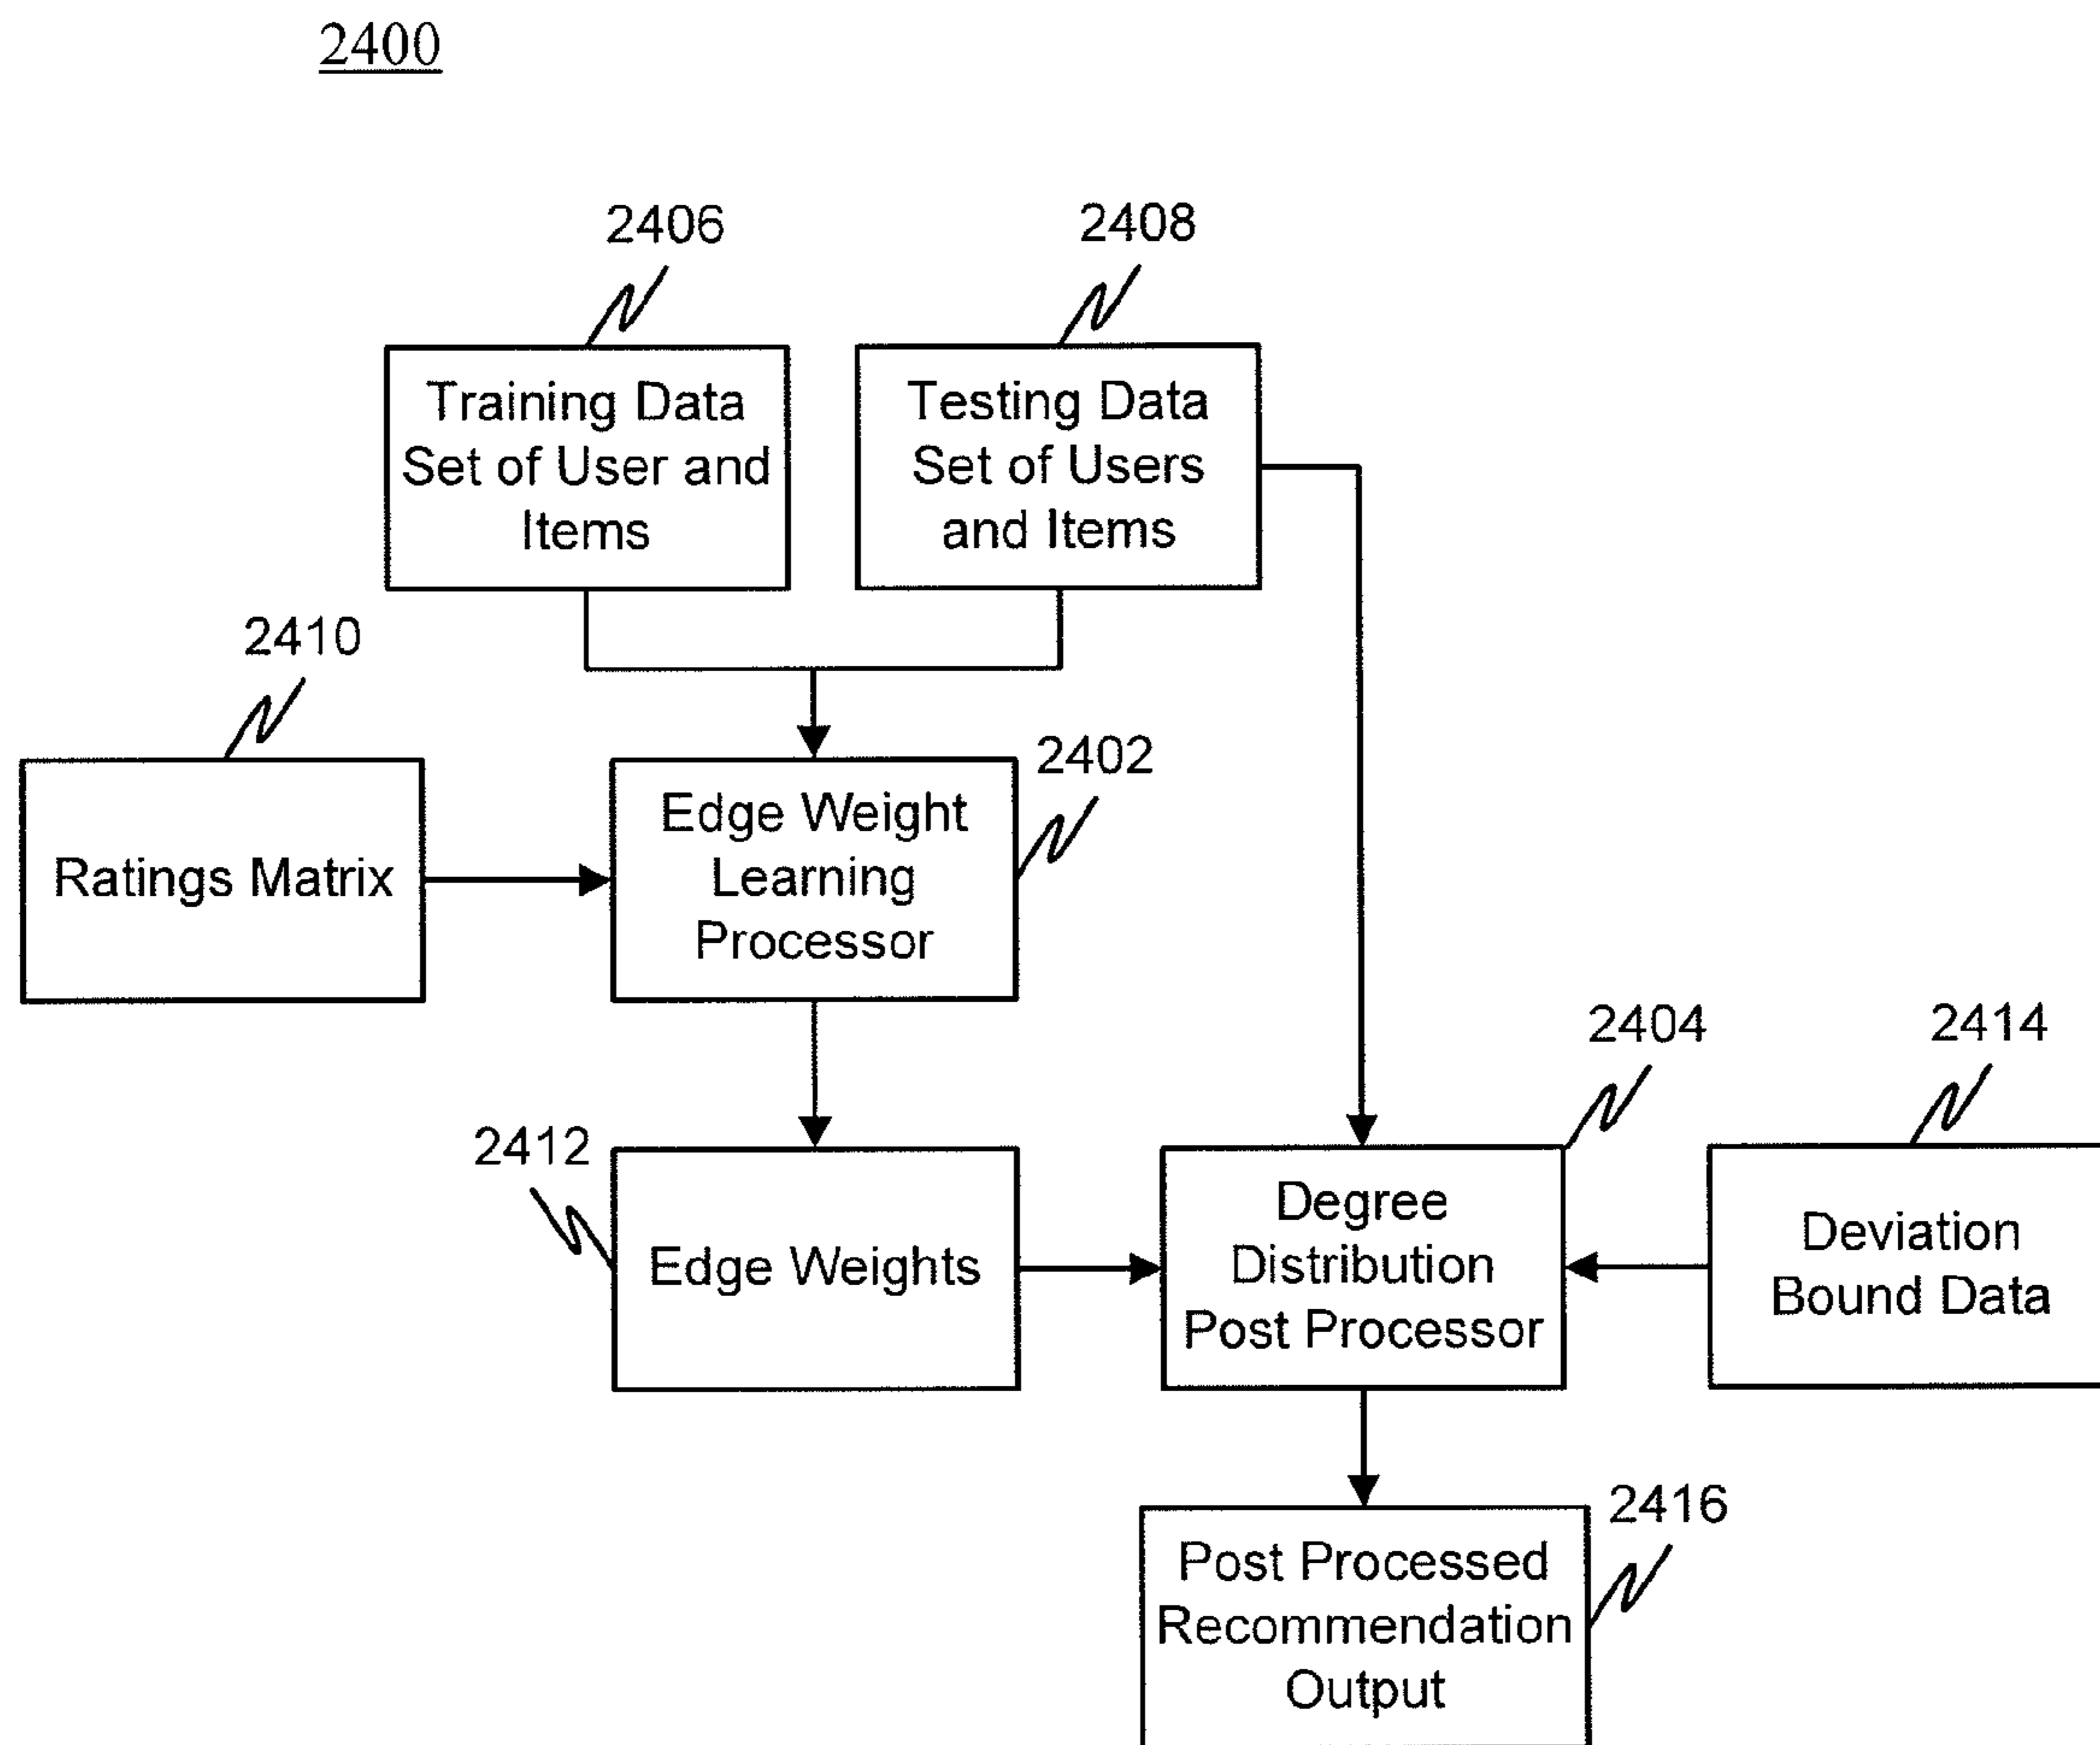 2400
2406
2408
Training Data
Set of User and
Items
Testing Data
Set of Users
and Items
2410
2402
Ratings Matrix
Edge Weight
Learning
Processor
2404
2414
2412
Edge Weights
Degree
Distribution
Post Processor
Deviation
Bound Data
2416
Post Processed
Recommendation
Output